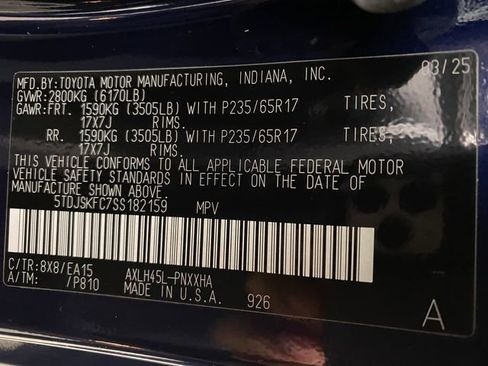 MFD.BY:TOYOTA MOTOR MANUFACTURING, INDIANA, INC. 03/25
GVWR:2800KG (6170LB)
GAWR:FRT. 1590KG (3505LB) WITH P235/65R17 TIRES,
17X7J RIMS.
RR. 1590KG (3505LB) WITH P235/65R17 TIRES,
17X7J RIMS.
THIS VEHICLE CONFORMS TO ALL APPLICABLE FEDERAL MOTOR
VEHICLE SAFETY STANDARDS IN EFFECT ON THE DATE OF
MANUFACTURE SHOWN ABOVE.
5TDJSKFC7SS182159 MPV
C/TR:8X8/EA15 AXLH45L-PNXXHA
A/TM: /P810 MADE IN U.S.A. 926
A